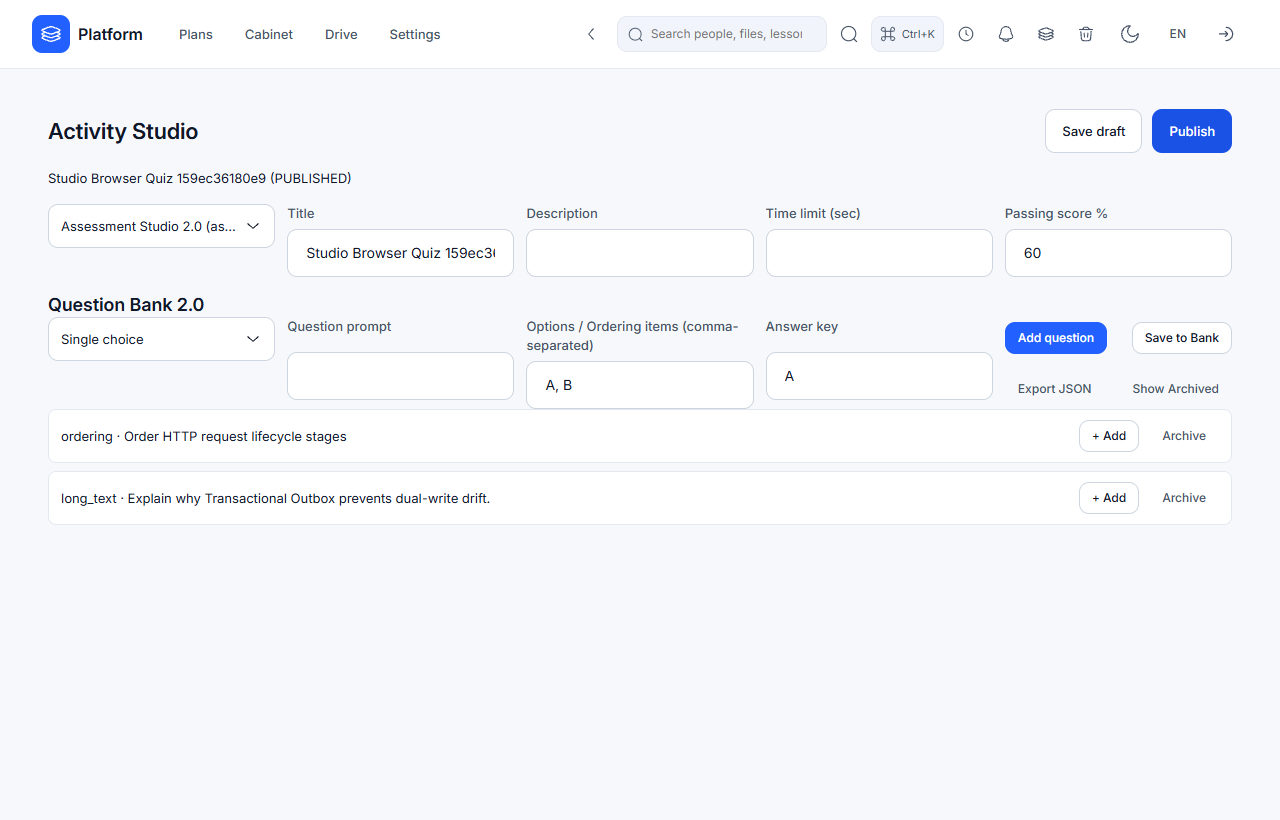 Platform
Plans
Cabinet
Drive
Settings
Search people, files, lessor
Ctrl+K
EN
Activity Studio
Save draft
Publish
Studio Browser Quiz 159ec36180e9 (PUBLISHED)
Assessment Studio 2.0 (as...
Title
Studio Browser Quiz 159ec36
Description
Time limit (sec)
Passing score %
60
Question Bank 2.0
Single choice
Question prompt
Options / Ordering items (comma-
separated)
A, B
Answer key
A
Add question
Save to Bank
Export JSON
Show Archived
ordering · Order HTTP request lifecycle stages
+ Add
Archive
long_text · Explain why Transactional Outbox prevents dual-write drift.
+ Add
Archive